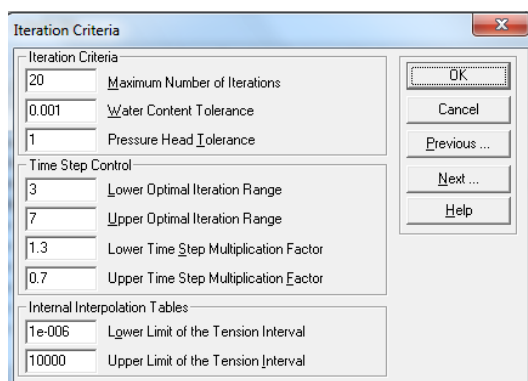 Iteration Criteria
Iteration Criteria
20 Maximum Number of Iterations
0.001 Water Content Tolerance
1 Pressure Head Tolerance
Time Step Control
3 Lower Optimal Iteration Range
7 Upper Optimal Iteration Range
1.3 Lower Time Step Multiplication Factor
0.7 Upper Time Step Multiplication Factor
Internal Interpolation Tables
1e-006 Lower Limit of the Tension Interval
10000 Upper Limit of the Tension Interval
OK
Cancel
Previous ...
Next ...
Help